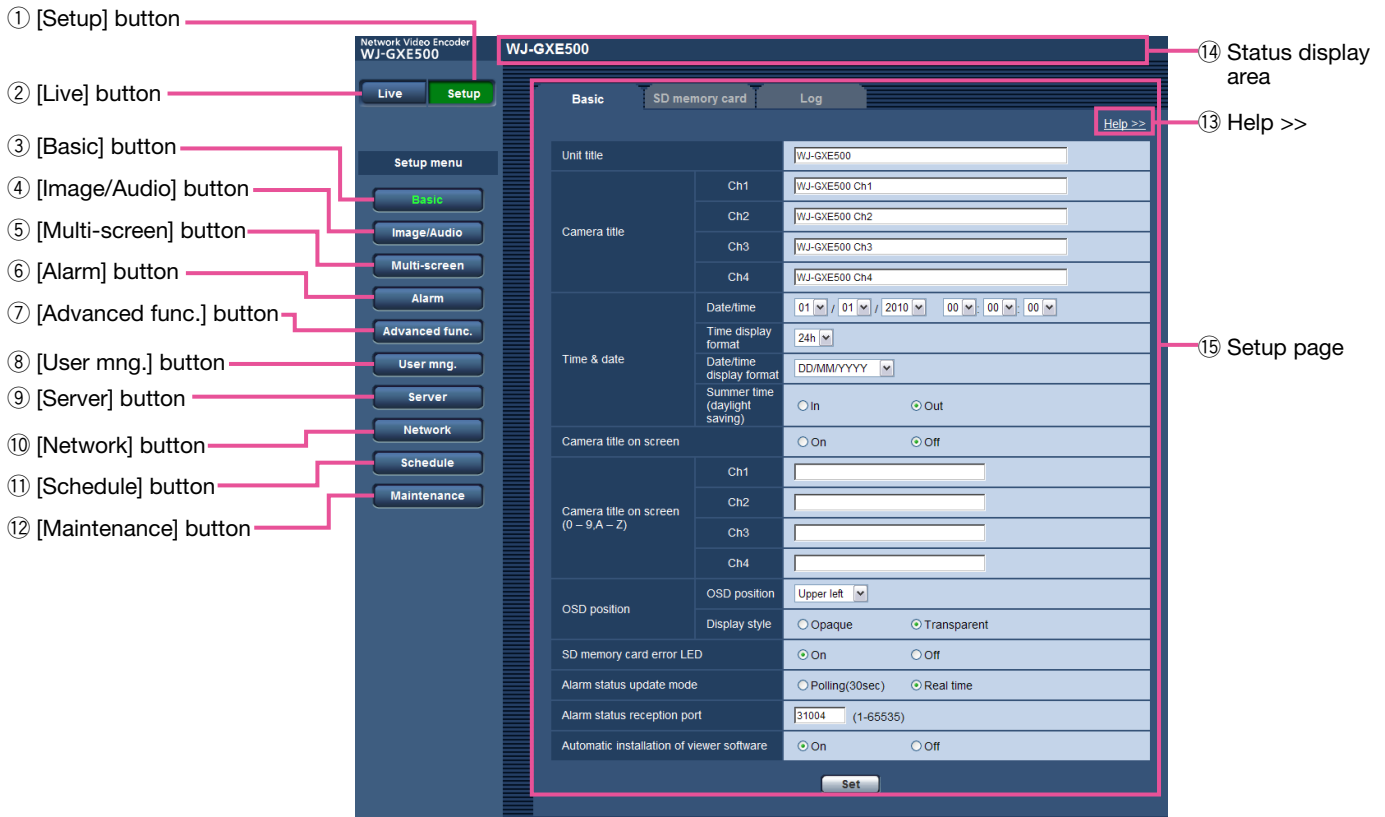 ① [Setup] button
② [Live] button
③ [Basic] button
④ [Image/Audio] button
⑤ [Multi-screen] button
⑥ [Alarm] button
⑦ [Advanced func.] button
⑧ [User mng.] button
⑨ [Server] button
⑩ [Network] button
⑪ [Schedule] button
⑫ [Maintenance] button
Network Video Encoder
WJ-GXE500
WJ-GXE500
Live Setup
Setup menu
Basic
Image/Audio
Multi-screen
Alarm
Advanced func.
User mng.
Server
Network
Schedule
Maintenance
Basic SD memory card Log
Help >>
Unit title WJ-GXE500
Camera title
Ch1 WJ-GXE500 Ch1
Ch2 WJ-GXE500 Ch2
Ch3 WJ-GXE500 Ch3
Ch4 WJ-GXE500 Ch4
Time & date
Date/time 01 / 01 / 2010 00 : 00 : 00
Time display
format
24h
Date/time
display format
DD/MM/YYYY
Summer time
(daylight
saving)
In Out
Camera title on screen On Off
Camera title on screen
(0 – 9,A – Z)
Ch1
Ch2
Ch3
Ch4
OSD position
OSD position Upper left
Display style Opaque Transparent
SD memory card error LED On Off
Alarm status update mode Polling(30sec) Real time
Alarm status reception port 31004 (1-65535)
Automatic installation of viewer software On Off
Set
⑭ Status display
area
⑬ Help >>
⑮ Setup page